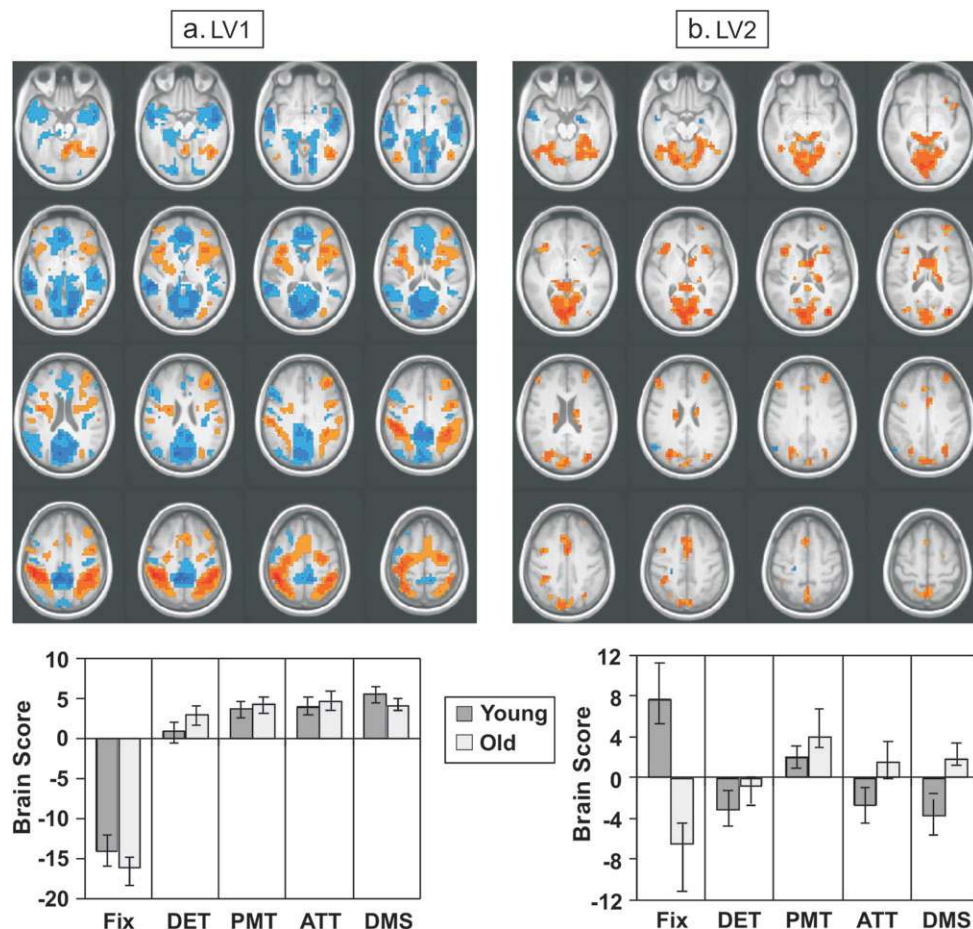 a. LV1
b. LV2
10
5
0
-5
-10
-15
-20
Brain Score
Fix DET PMT ATT DMS
Young
Old
12
8
4
0
-4
-8
-12
Brain Score
Fix DET PMT ATT DMS